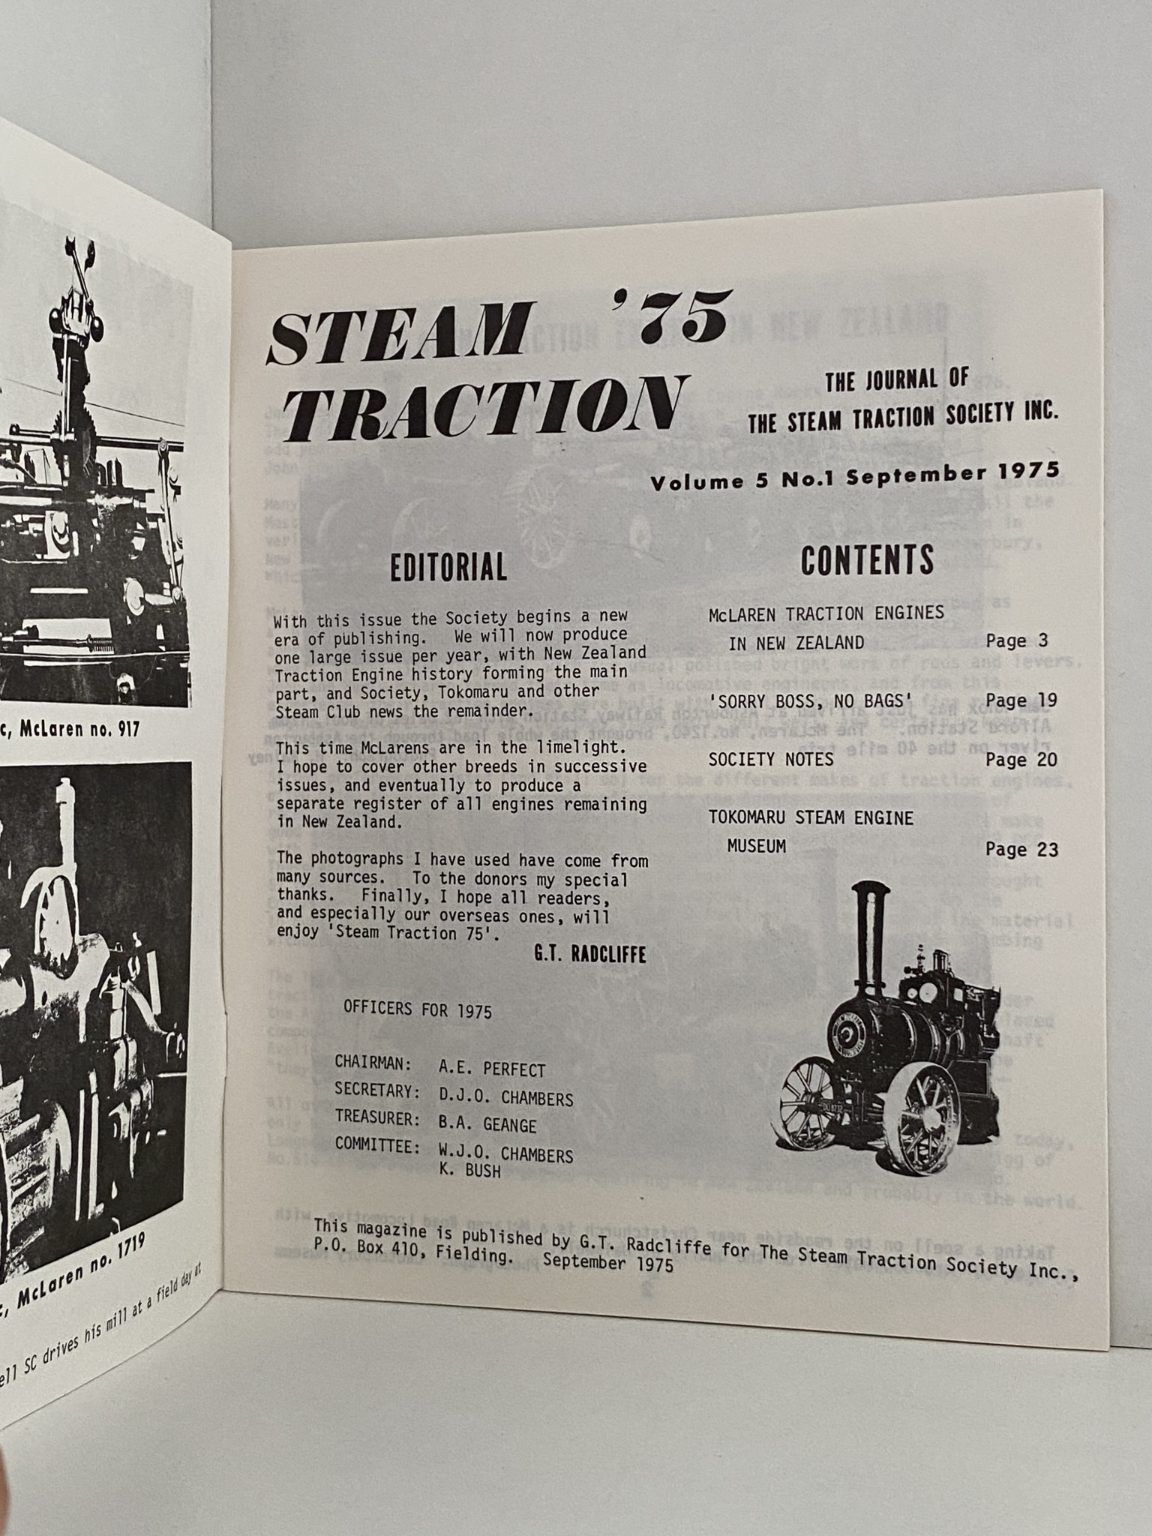 c, McLaren no. 917
c, McLaren no. 1719
ell SC drives his mill at a field day at
STEAM '75
TRACTION
THE JOURNAL OF
THE STEAM TRACTION SOCIETY INC.
Volume 5 No.1 September 1975
EDITORIAL
With this issue the Society begins a new
era of publishing. We will now produce
one large issue per year, with New Zealand
Traction Engine history forming the main
part, and Society, Tokomaru and other
Steam Club news the remainder.
This time McLarens are in the limelight.
I hope to cover other breeds in successive
issues, and eventually to produce a
separate register of all engines remaining
in New Zealand.
The photographs I have used have come from
many sources. To the donors my special
thanks. Finally, I hope all readers,
and especially our overseas ones, will
enjoy 'Steam Traction 75'.
G.T. RADCLIFFE
OFFICERS FOR 1975
CHAIRMAN: A.E. PERFECT
SECRETARY: D.J.O. CHAMBERS
TREASURER: B.A. GEANGE
COMMITTEE: W.J.O. CHAMBERS
K. BUSH
CONTENTS
McLAREN TRACTION ENGINES
IN NEW ZEALAND Page 3
'SORRY BOSS, NO BAGS' Page 19
SOCIETY NOTES Page 20
TOKOMARU STEAM ENGINE
MUSEUM Page 23
This magazine is published by G.T. Radcliffe for The Steam Traction Society Inc.,
P.O. Box 410, Fielding. September 1975